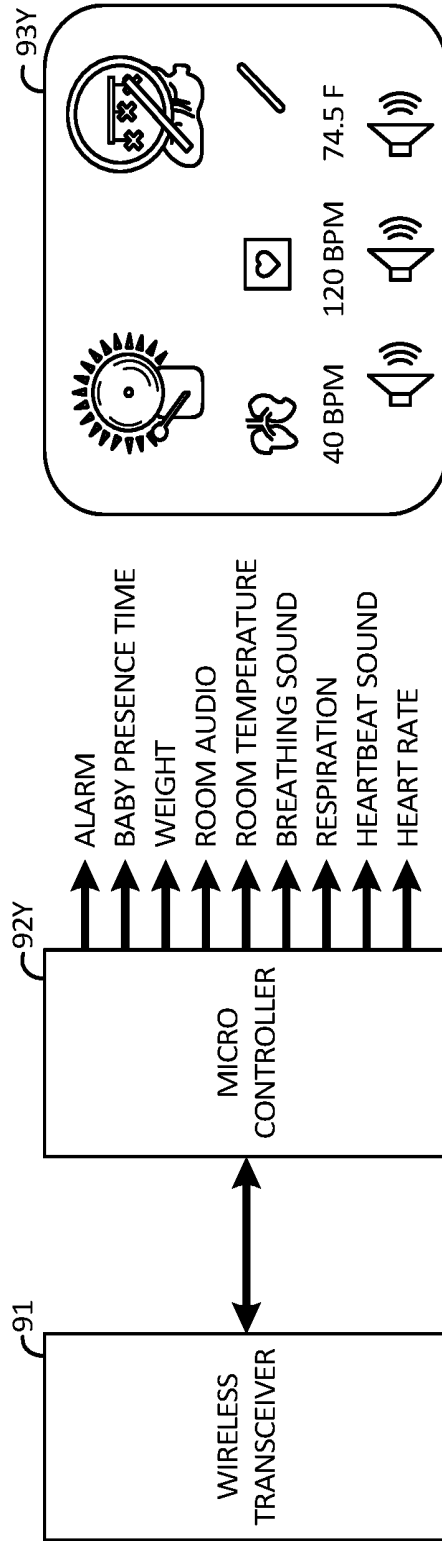 91
WIRELESS
TRANSCEIVER
92Y
MICRO
CONTROLLER
ALARM
BABY PRESENCE TIME
WEIGHT
ROOM AUDIO
ROOM TEMPERATURE
BREATHING SOUND
RESPIRATION
HEARTBEAT SOUND
HEART RATE
93Y
40 BPM
120 BPM
74.5 F